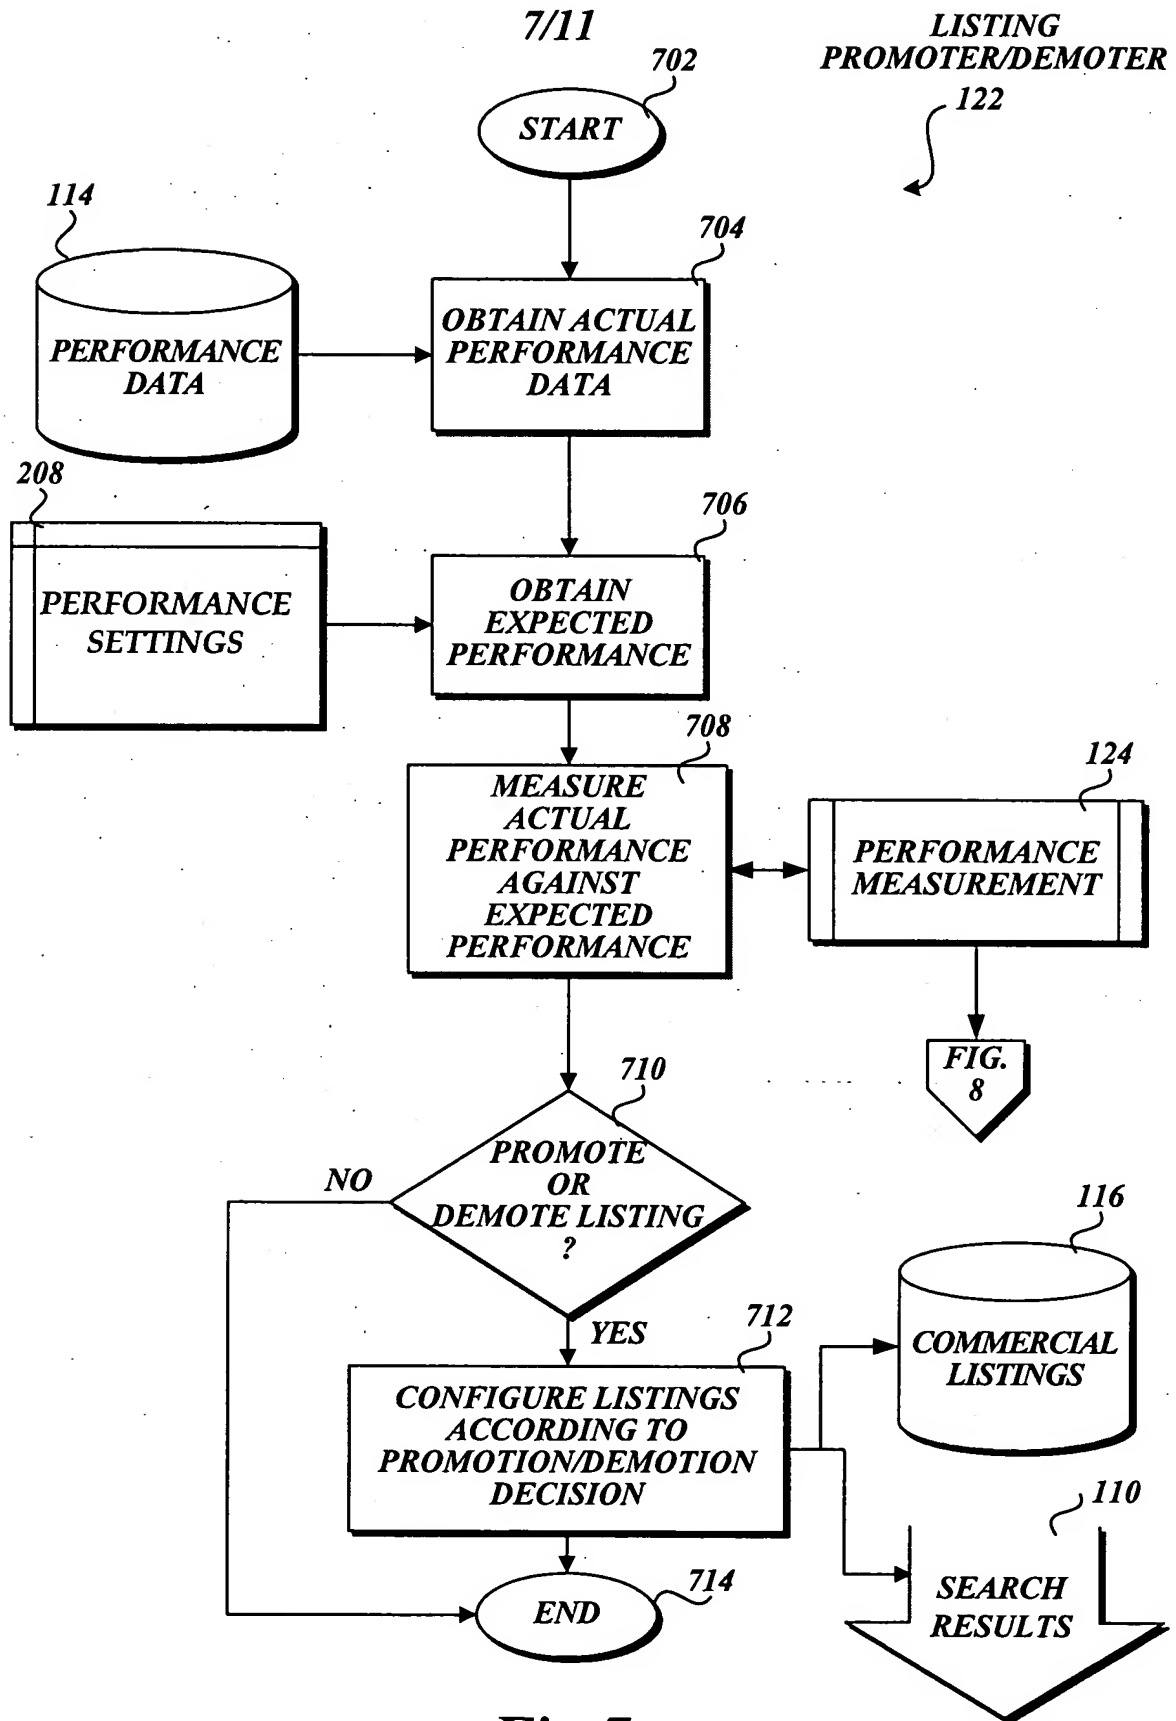 7/11
LISTING
PROMOTER/DEMOTER
122
702
START
114
PERFORMANCE
DATA
704
OBTAIN ACTUAL
PERFORMANCE
DATA
208
PERFORMANCE
SETTINGS
706
OBTAIN
EXPECTED
PERFORMANCE
708
MEASURE
ACTUAL
PERFORMANCE
AGAINST
EXPECTED
PERFORMANCE
124
PERFORMANCE
MEASUREMENT
FIG.
8
710
PROMOTE
OR
DEMOTE LISTING
?
NO
YES
712
CONFIGURE LISTINGS
ACCORDING TO
PROMOTION/DEMOTION
DECISION
116
COMMERCIAL
LISTINGS
110
SEARCH
RESULTS
714
END